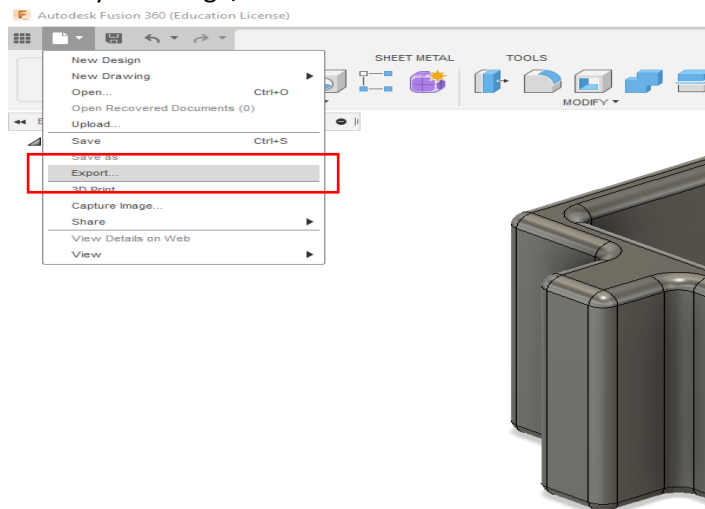 Autodesk Fusion 360 (Education License)
SHEET METAL TOOLS
MODIFY
New Design
New Drawing
Open... Ctrl+O
Open Recovered Documents (0)
Upload...
Save Ctrl+S
Save as
Export...
3D Print
Capture Image...
Share
View Details on Web
View